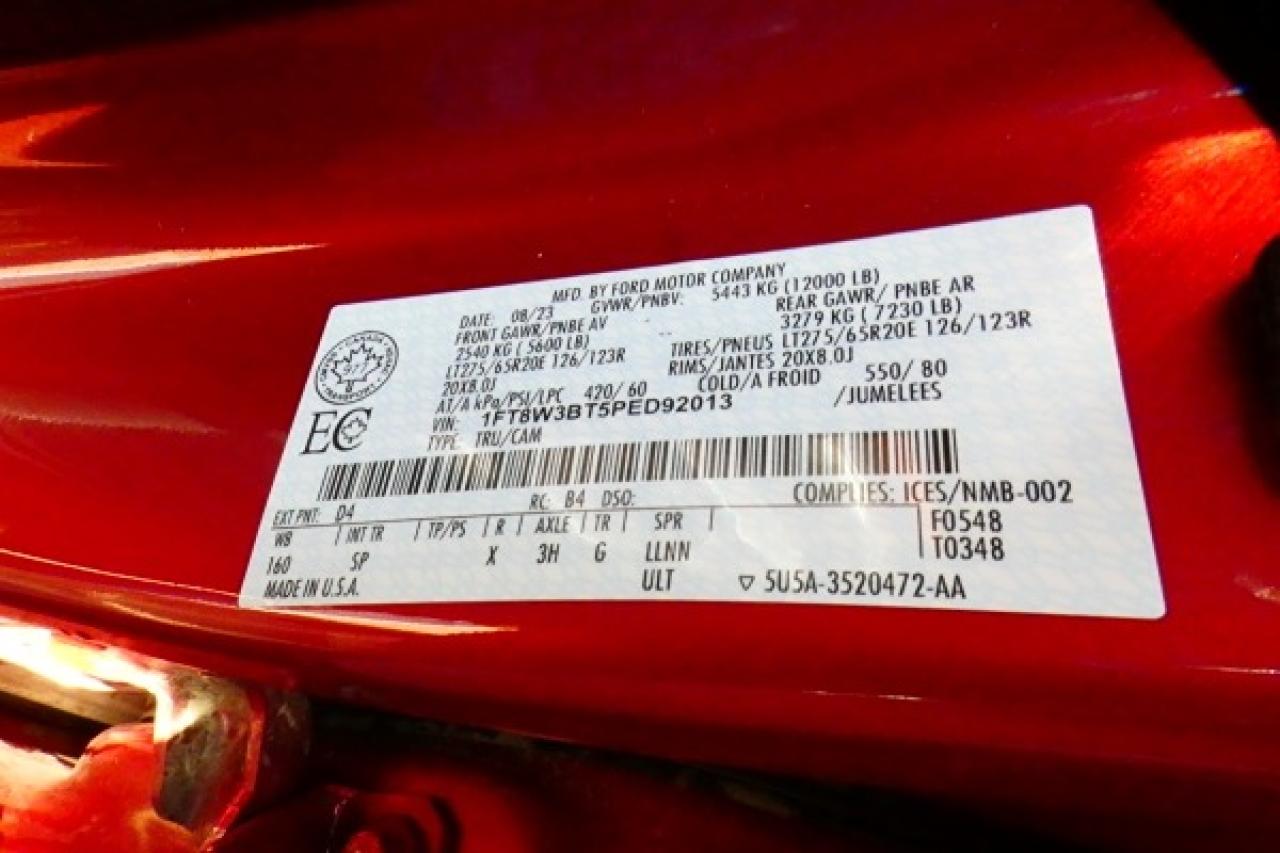 MFD. BY FORD MOTOR COMPANY
DATE: 08/23 GVWR/PNBV: 5443 KG (12000 LB)
FRONT GAWR/PNBE AV REAR GAWR/ PNBE AR
2540 KG ( 5600 LB) 3279 KG ( 7230 LB)
LT275/65R20E 126/123R TIRES/PNEUS LT275/65R20E 126/123R
20X8.0J RIMS/JANTES 20X8.0J
AT/A kPa/PSI/LPC 420/ 60 COLD/A FROID 550/ 80
VIN: 1FT8W3BT5PED92013 /JUMELEES
TYPE: TRU/CAM
CANADA
EC
EXT PNT: D4 RC: B4 DSO: COMPLIES: ICES/NMB-002
WB | INT TR | TP/PS | R | AXLE | TR | SPR | F0548
160 5P X 3H G LLNN T0348
MADE IN U.S.A. ULT ▽ 5U5A-3520472-AA